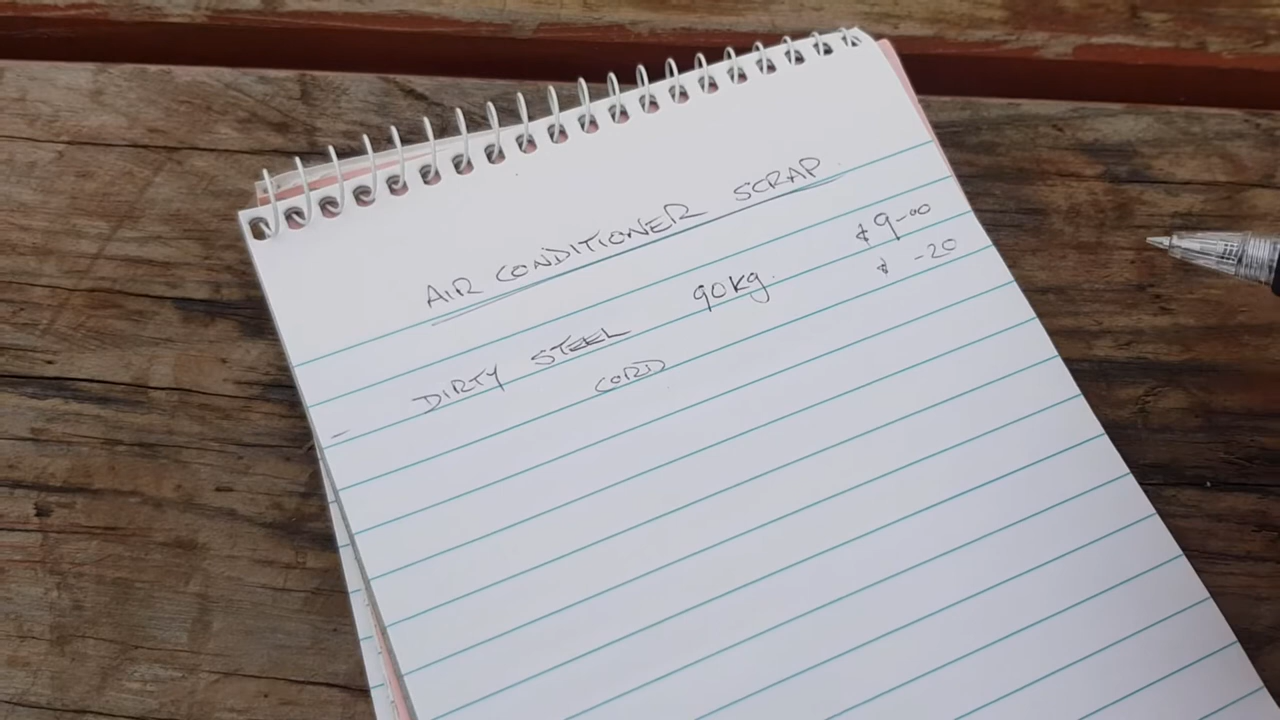 AIR CONDITIONER SCRAP
- DIRTY STEEL 90kg. $9-00
CORD $ -20